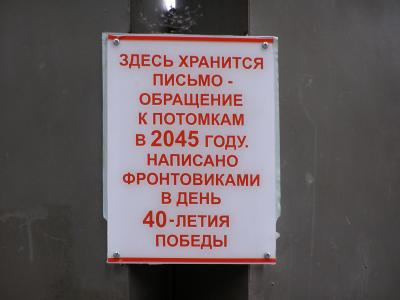 ЗДЕСЬ ХРАНИТСЯ
ПИСЬМО -
ОБРАЩЕНИЕ
К ПОТОМКАМ
В 2045 ГОДУ.
НАПИСАНО
ФРОНТОВИКАМИ
В ДЕНЬ
40-ЛЕТИЯ
ПОБЕДЫ